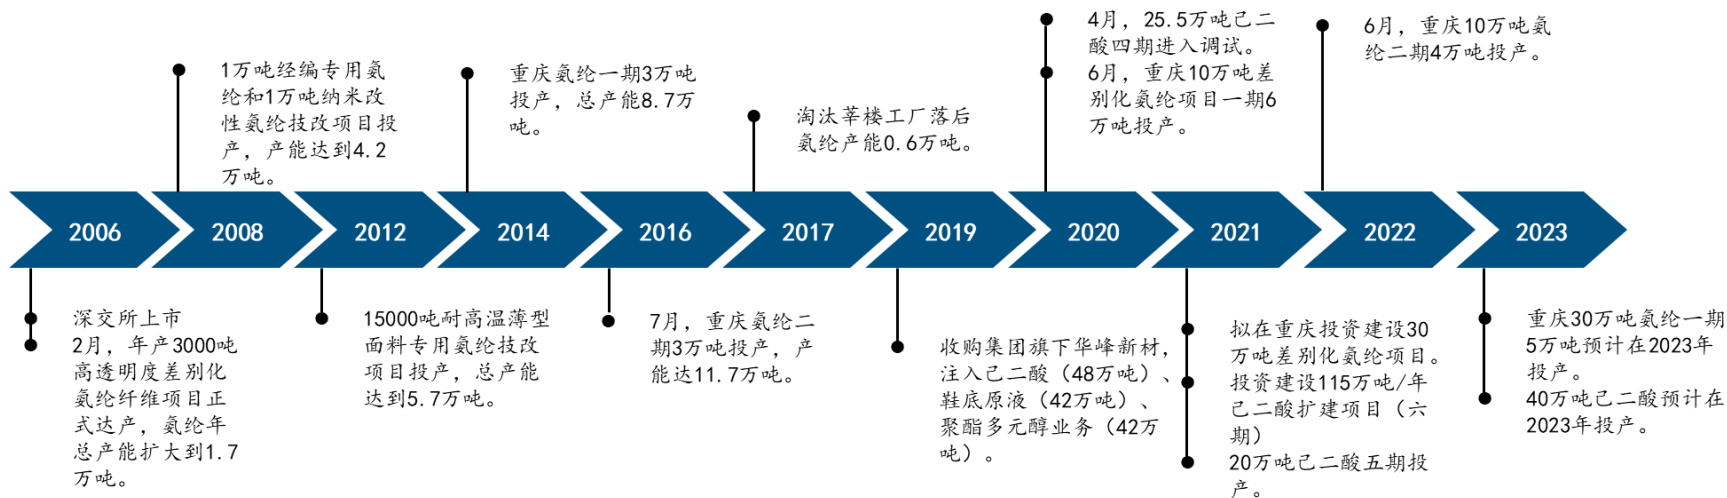 4月，25.5万吨己二
酸四期进入调试。
6月，重庆10万吨差
别化氨纶项目一期6
万吨投产。
6月，重庆10万吨氨
纶二期4万吨投产。
1万吨经编专用氨
纶和1万吨纳米改
性氨纶技改项目投
产，产能达到4.2
万吨。
重庆氨纶一期3万吨
投产，总产能8.7万
吨。
淘汰莘楼工厂落后
氨纶产能0.6万吨。
2006
2008
2012
2014
2016
2017
2019
2020
2021
2022
2023
深交所上市
2月，年产3000吨
高透明度差别化
氨纶纤维项目正
式达产，氨纶年
总产能扩大到1.7
万吨。
15000吨耐高温薄型
面料专用氨纶技改
项目投产，总产能
达到5.7万吨。
7月，重庆氨纶二
期3万吨投产，产
能达11.7万吨。
收购集团旗下华峰新材，
注入己二酸（48万吨）、
鞋底原液（42万吨）、
聚酯多元醇业务（42万
吨）。
拟在重庆投资建设30
万吨差别化氨纶项目。
投资建设115万吨/年
己二酸扩建项目（六
期）
20万吨己二酸五期投
产。
重庆30万吨氨纶一期
5万吨预计在2023年
投产。
40万吨己二酸预计在
2023年投产。